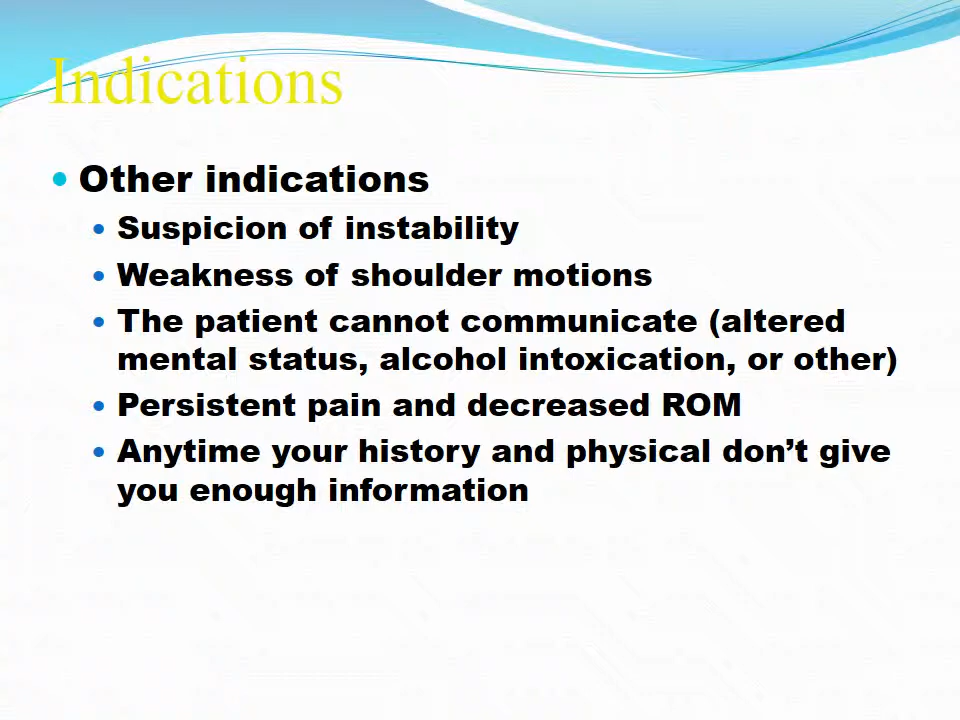 Indications
• Other indications
• Suspicion of instability
• Weakness of shoulder motions
• The patient cannot communicate (altered
mental status, alcohol intoxication, or other)
• Persistent pain and decreased ROM
• Anytime your history and physical don’t give
you enough information